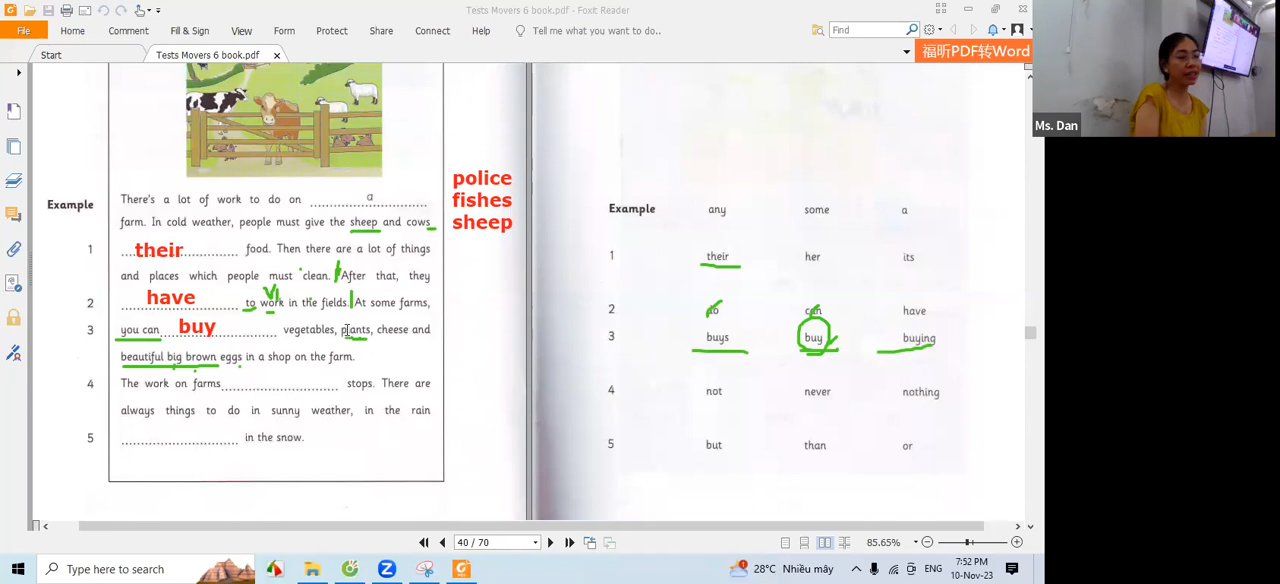 Tests Movers 6 book.pdf - Foxit Reader
File Home Comment Fill & Sign View Form Protect Share Connect Help Tell me what you want to do.. Find
Start Tests Movers 6 book.pdf × 福昕PDF转Word
Ms. Dan
There's a lot of work to do on a
Example farm. In cold weather, people must give the sheep and cows
1 their food. Then there are a lot of things
and places which people must clean. After that, they
2 have to work in the fields. At some farms,
3 you can buy vegetables, plants, cheese and
beautiful big brown eggs in a shop on the farm.
4 The work on farms stops. There are
always things to do in sunny weather, in the rain
5 in the snow.
V1
police
fishes
sheep
Example any some a
1 their her its
2 do can have
3 buys buy buying
4 not never nothing
5 but than or
40 / 70 85.65%
Type here to search 28°C Nhiều mây 7:52 PM
10-Nov-23